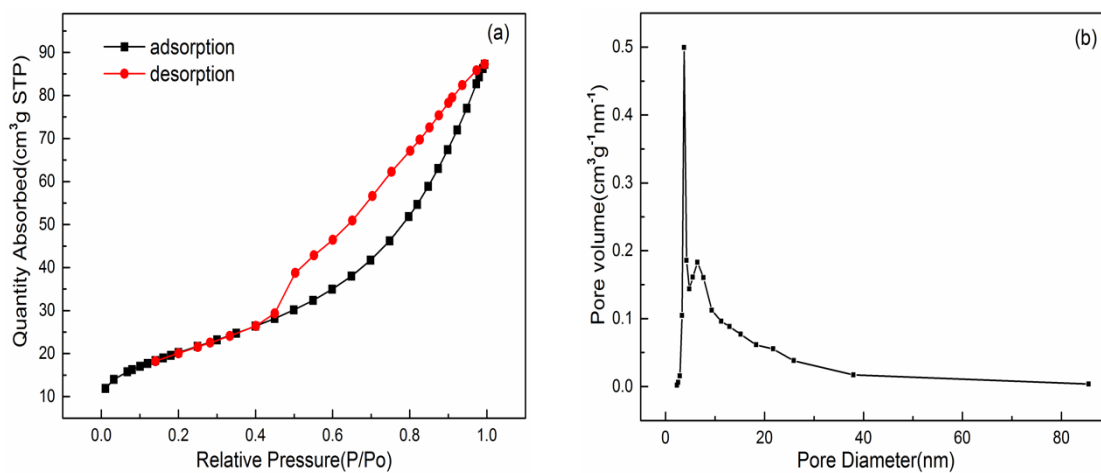 (a)
adsorption
desorption
90
80
70
60
50
40
30
20
10
0.0 0.2 0.4 0.6 0.8 1.0
Quantity Absorbed(cm³g STP)
Relative Pressure(P/Po)
(b)
0.5
0.4
0.3
0.2
0.1
0.0
0 20 40 60 80
Pore volume(cm³g⁻¹nm⁻¹)
Pore Diameter(nm)